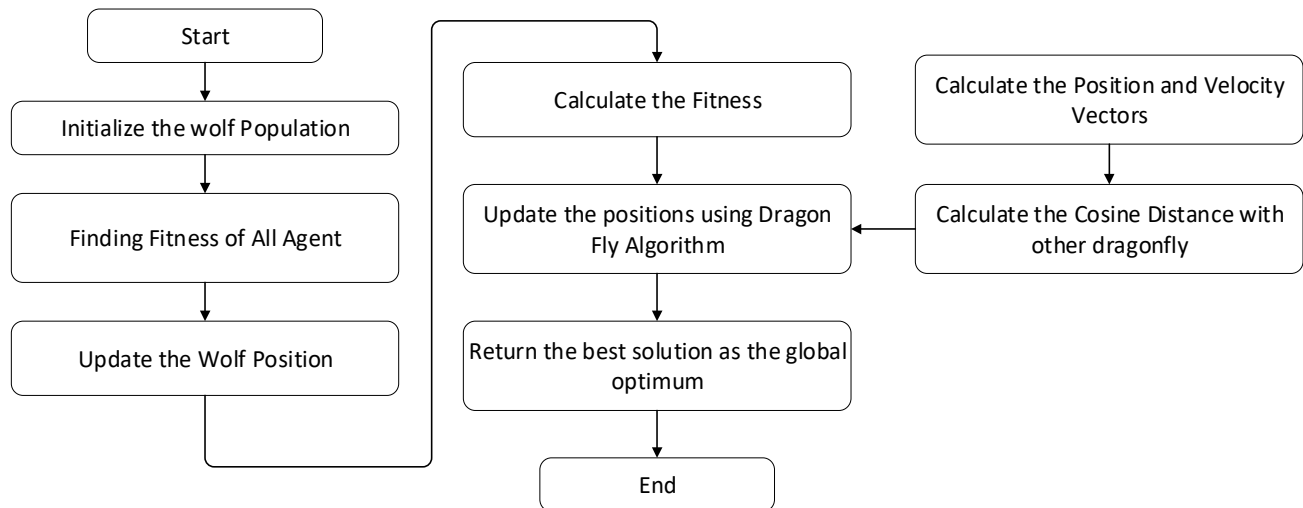 Start
Initialize the wolf Population
Finding Fitness of All Agent
Update the Wolf Position
Calculate the Fitness
Update the positions using Dragon
Fly Algorithm
Return the best solution as the global
optimum
End
Calculate the Position and Velocity
Vectors
Calculate the Cosine Distance with
other dragonfly